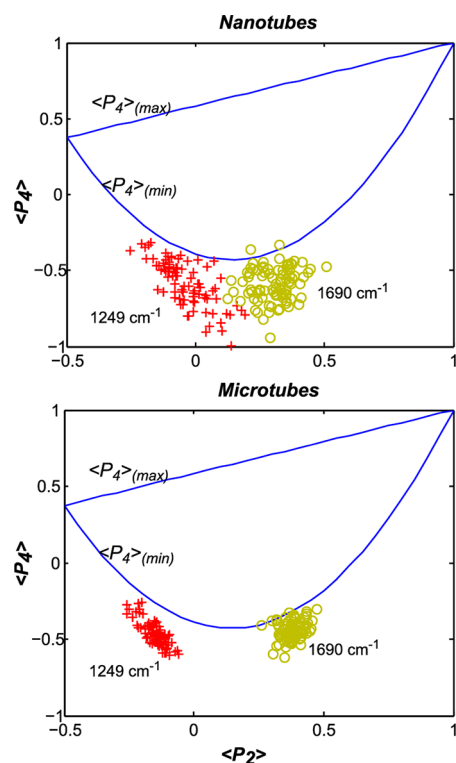 Nanotubes
1
<P4>(max)
0.5
<P4>(min)
0
<P4>
−0.5
1249 cm-1
1690 cm-1
−1
−0.5
0
0.5
1
Microtubes
1
<P4>(max)
0.5
<P4>(min)
0
<P4>
−0.5
1249 cm-1
1690 cm-1
−1
−0.5
0
0.5
1
<P2>